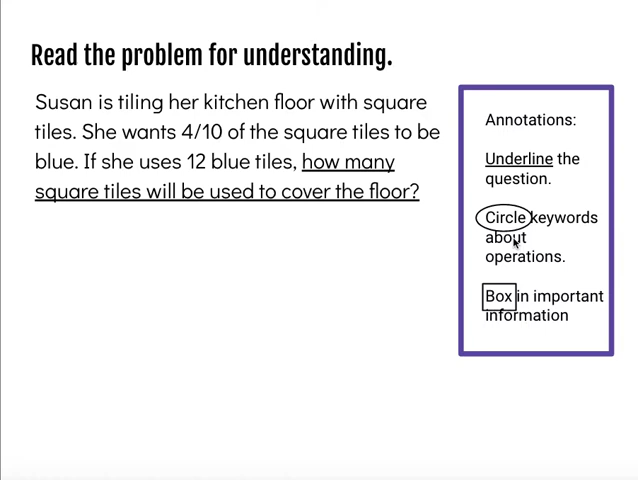 Read the problem for understanding.
Susan is tiling her kitchen floor with square
tiles. She wants 4/10 of the square tiles to be
blue. If she uses 12 blue tiles, how many
square tiles will be used to cover the floor?
Annotations:
Underline the
question.
Circle keywords
about
operations.
Box in important
information